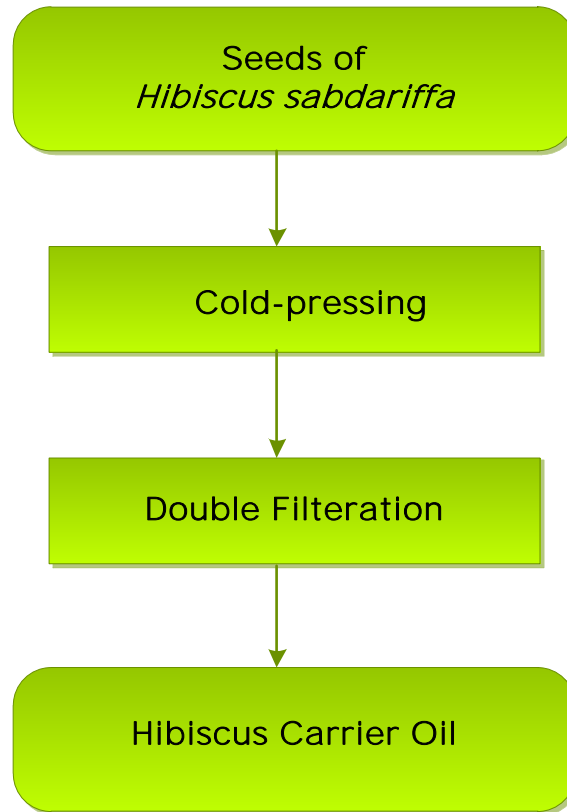 Seeds of
Hibiscus sabdariffa
Cold-pressing
Double Filteration
Hibiscus Carrier Oil